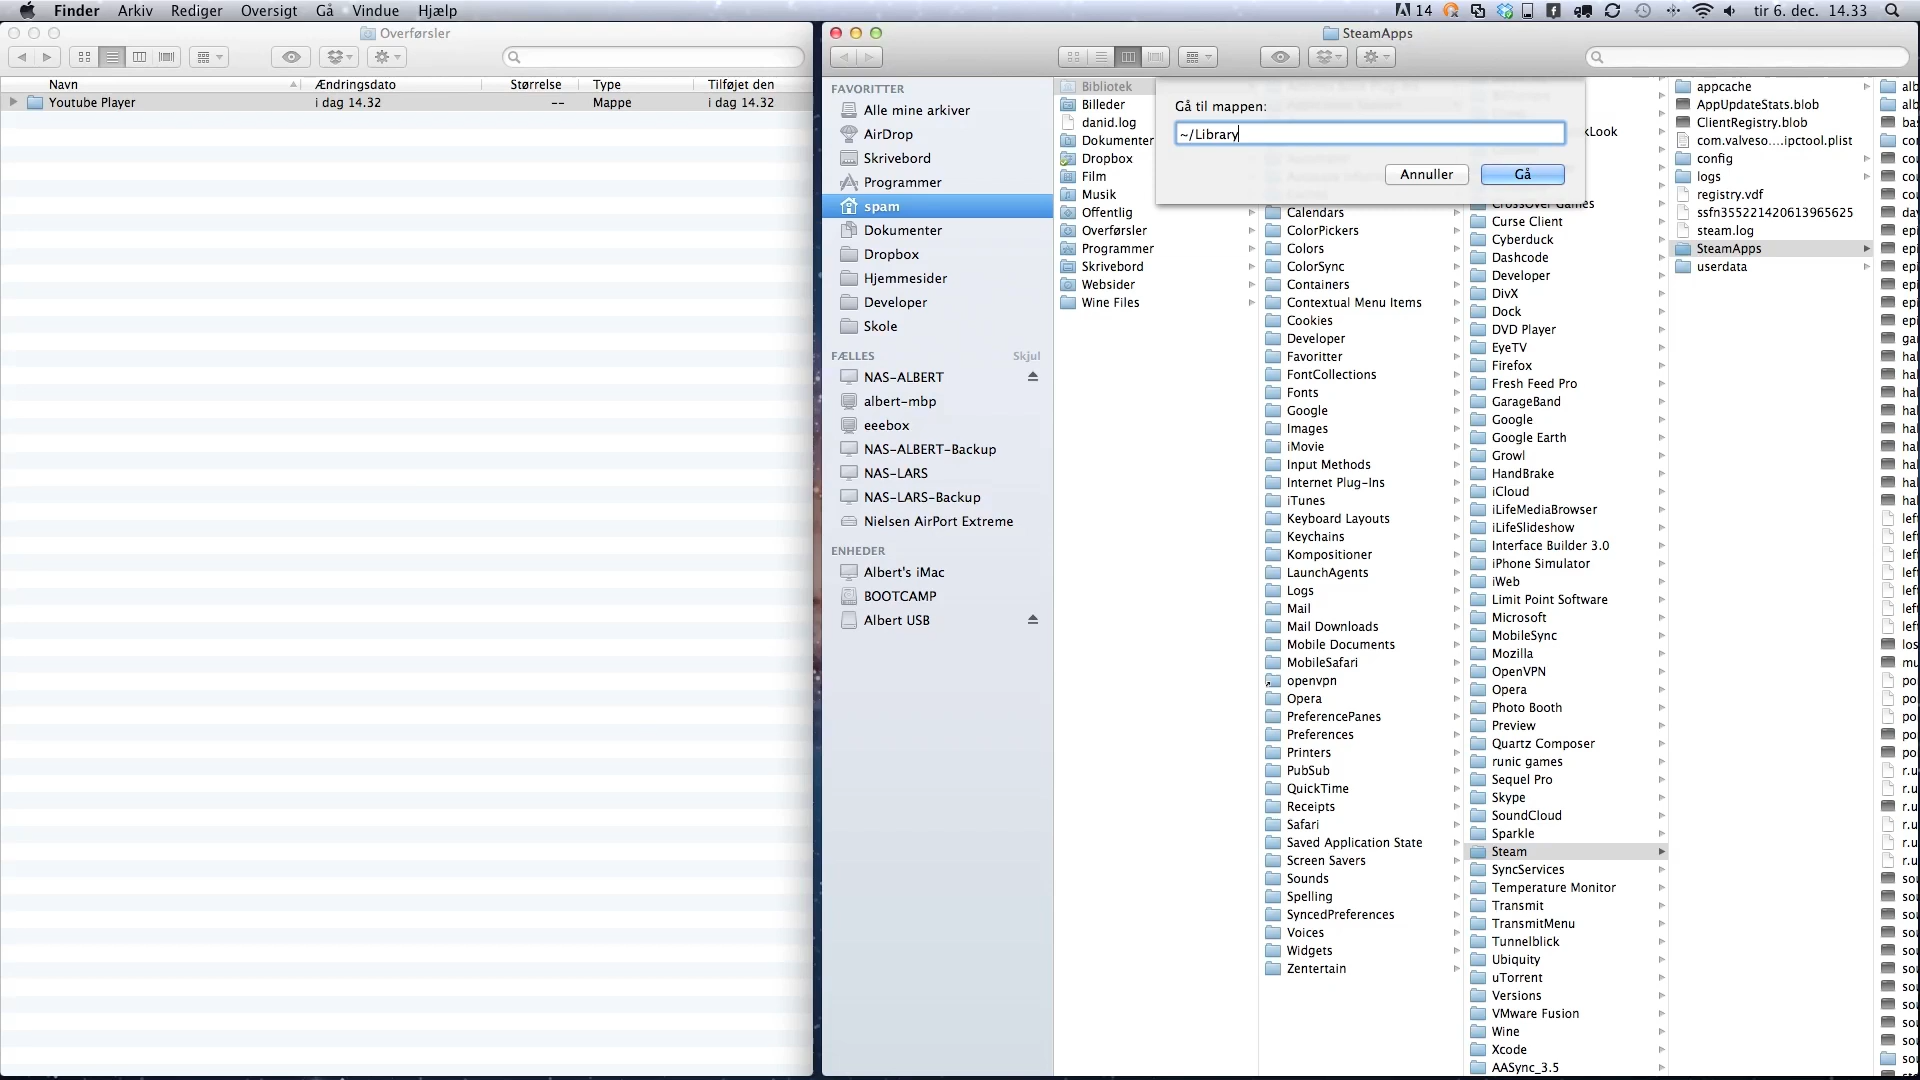 Finder Arkiv Rediger Oversigt Gå Vindue Hjælp
14
tir 6. dec. 14.33
Overførsler
Navn Ændringsdato Størrelse Type Tilføjet den
Youtube Player i dag 14.32 -- Mappe i dag 14.32
SteamApps
FAVORITTER
Alle mine arkiver
AirDrop
Skrivebord
Programmer
spam
Dokumenter
Dropbox
Hjemmesider
Developer
Skole
FÆLLES Skjul
NAS-ALBERT
albert-mbp
eeebox
NAS-ALBERT-Backup
NAS-LARS
NAS-LARS-Backup
Nielsen AirPort Extreme
ENHEDER
Albert's iMac
BOOTCAMP
Albert USB
Bibliotek
Billeder
danid.log
Dokumenter
Dropbox
Film
Musik
Offentlig
Overførsler
Programmer
Skrivebord
Websider
Wine Files
Gå til mappen:
~/Library
Annuller Gå
Calendars
ColorPickers
Colors
ColorSync
Containers
Contextual Menu Items
Cookies
Developer
Favoritter
FontCollections
Fonts
Google
Images
iMovie
Input Methods
Internet Plug-Ins
iTunes
Keyboard Layouts
Keychains
Kompositioner
LaunchAgents
Logs
Mail
Mail Downloads
Mobile Documents
MobileSafari
openvpn
Opera
PreferencePanes
Preferences
Printers
PubSub
QuickTime
Receipts
Safari
Saved Application State
Screen Savers
Sounds
Spelling
SyncedPreferences
Voices
Widgets
Zentertain
kLook
CrossOver Games
Curse Client
Cyberduck
Dashcode
Developer
DivX
Dock
DVD Player
EyeTV
Firefox
Fresh Feed Pro
GarageBand
Google
Google Earth
Growl
HandBrake
iCloud
iLifeMediaBrowser
iLifeSlideshow
Interface Builder 3.0
iPhone Simulator
iWeb
Limit Point Software
Microsoft
MobileSync
Mozilla
OpenVPN
Opera
Photo Booth
Preview
Quartz Composer
runic games
Sequel Pro
Skype
SoundCloud
Sparkle
Steam
SyncServices
Temperature Monitor
Transmit
TransmitMenu
Tunnelblick
Ubiquity
uTorrent
Versions
VMware Fusion
Wine
Xcode
AASync_3.5
appcache
AppUpdateStats.blob
ClientRegistry.blob
com.valveso....ipctool.plist
config
logs
registry.vdf
ssfn355221420613965625
steam.log
SteamApps
userdata